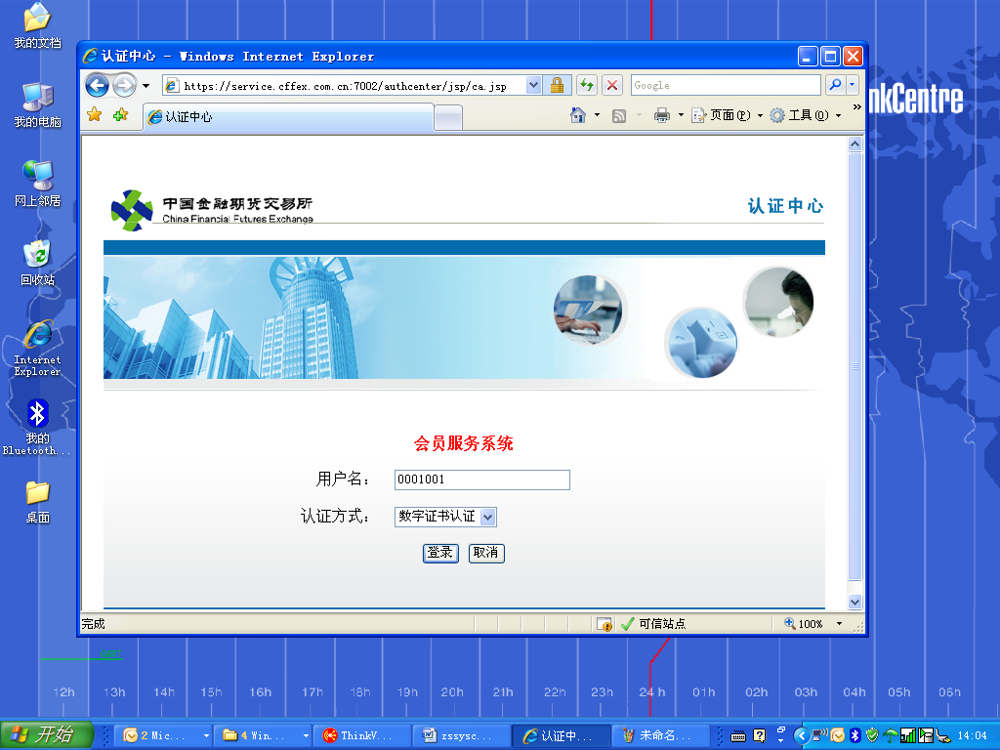 我的文档
我的电脑
网上邻居
回收站
Internet
Explorer
我的
Bluetooth...
桌面
nkCentre
认证中心 - Windows Internet Explorer
https://service.cffex.com.cn:7002/authcenter/jsp/ca.jsp
Google
认证中心
页面(P)
工具(O)
»
中国金融期货交易所
China Financial Futures Exchange
认证中心
会员服务系统
用户名：
0001001
认证方式：
数字证书认证
登录
取消
完成
可信站点
100%
12h 13h 14h 15h 16h 17h 18h 19h 20h 21h 22h 23h 24 h 01h 02h 03h 04h 05h 06h
开始
2 Mic...
4 Win...
ThinkV...
zssysc...
认证中...
未命名...
14:04